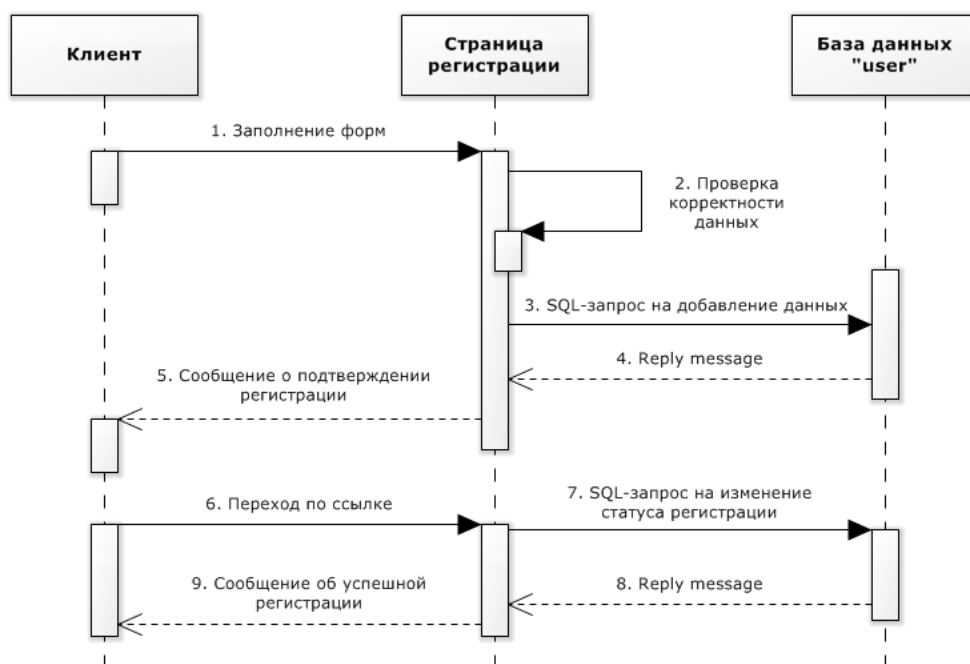 Клиент
Страница
регистрации
База данных
"user"
1. Заполнение форм
2. Проверка
корректности
данных
3. SQL-запрос на добавление данных
4. Reply message
5. Сообщение о подтверждении
регистрации
6. Переход по ссылке
7. SQL-запрос на изменение
статуса регистрации
8. Reply message
9. Сообщение об успешной
регистрации